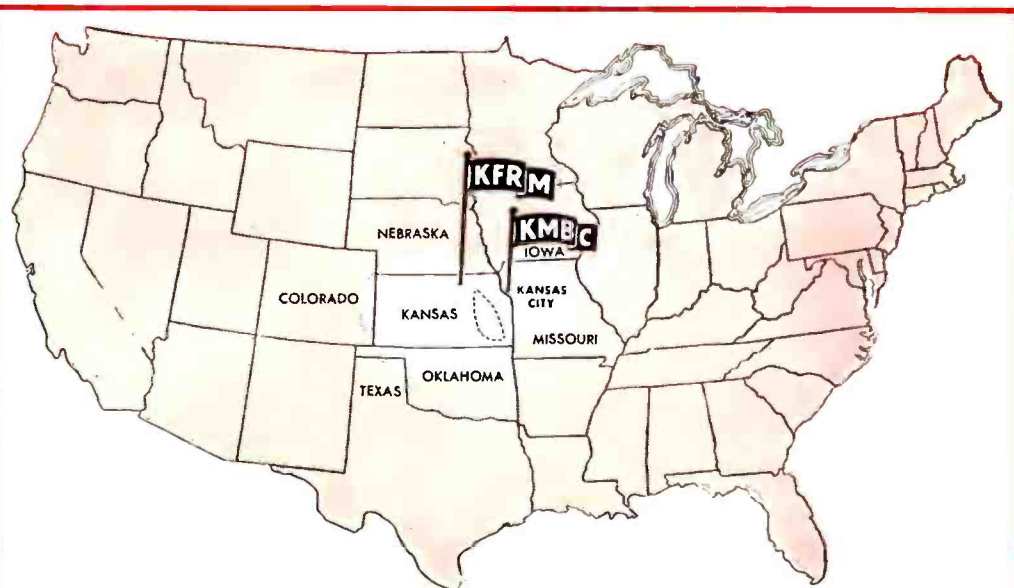 KFRM
NEBRASKA
KMBC
IOWA
COLORADO
KANSAS
KANSAS
CITY
MISSOURI
TEXAS
OKLAHOMA